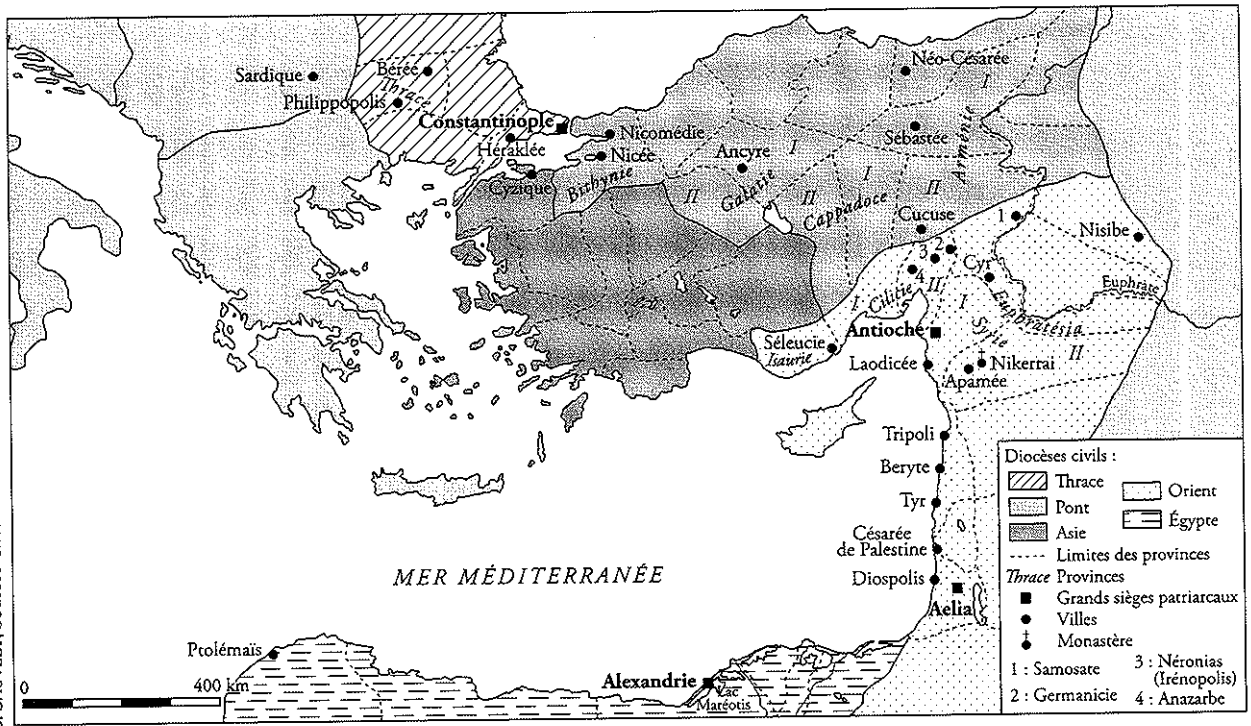 Sardique
Bérée
Thrace
Philippopolis
Constantinople
Héraklée
Nicomédie
Nicée
Cyzique
Bithynie
II
Ancyre
Galatie
I
II
Cappadoce
I
II
Néo-Césarée
I
Sébastée
Arménie
Cucuse
1
Nisibe
2
3
4
Cyr
Euphrate
Euphratésia
I
Cilicie
II
I
Syrie
II
Antioche
Séleucie
Isaurie
Laodicée
Nikerrai
Apamée
Tripoli
Beryte
Tyr
Césarée
de Palestine
Diospolis
Aelia
MER MÉDITERRANÉE
Ptolémaïs
Alexandrie
Lac
Maréotis
0
400 km
Diocèses civils :
Thrace
Pont
Asie
Orient
Égypte
Limites des provinces
Thrace Provinces
Grands sièges patriarcaux
Villes
Monastère
1 : Samosate
2 : Germanicie
3 : Néronias
(Irénopolis)
4 : Anazarbe